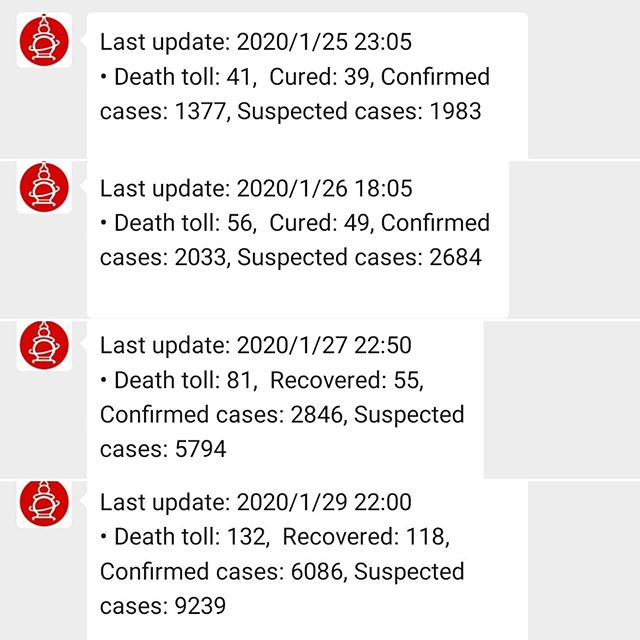 Last update: 2020/1/25 23:05
• Death toll: 41,  Cured: 39, Confirmed
cases: 1377, Suspected cases: 1983
Last update: 2020/1/26 18:05
• Death toll: 56,  Cured: 49, Confirmed
cases: 2033, Suspected cases: 2684
Last update: 2020/1/27 22:50
• Death toll: 81,  Recovered: 55,
Confirmed cases: 2846, Suspected
cases: 5794
Last update: 2020/1/29 22:00
• Death toll: 132,  Recovered: 118,
Confirmed cases: 6086, Suspected
cases: 9239